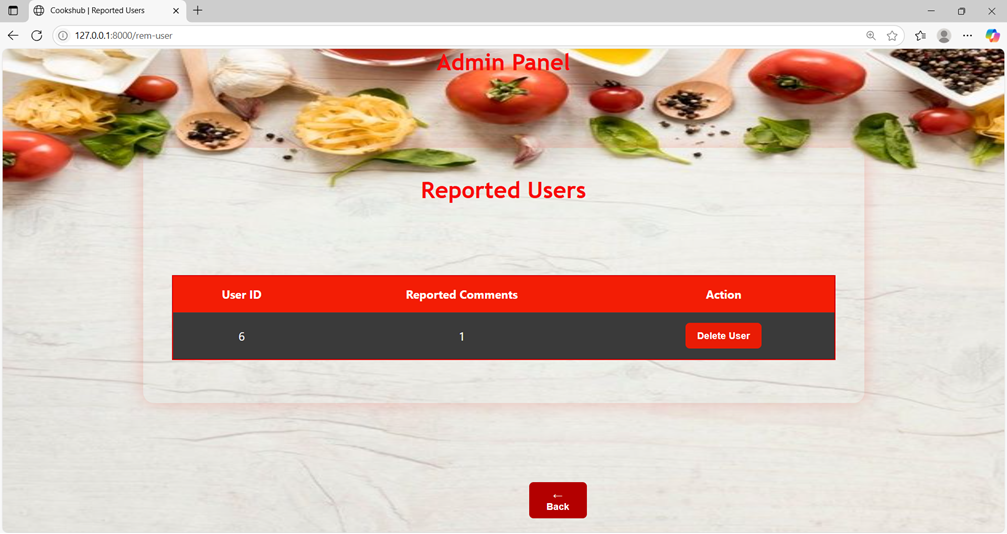 Cookshub | Reported Users
127.0.0.1:8000/rem-user
Admin Panel
Reported Users
User ID Reported Comments Action
6 1 Delete User
←
Back